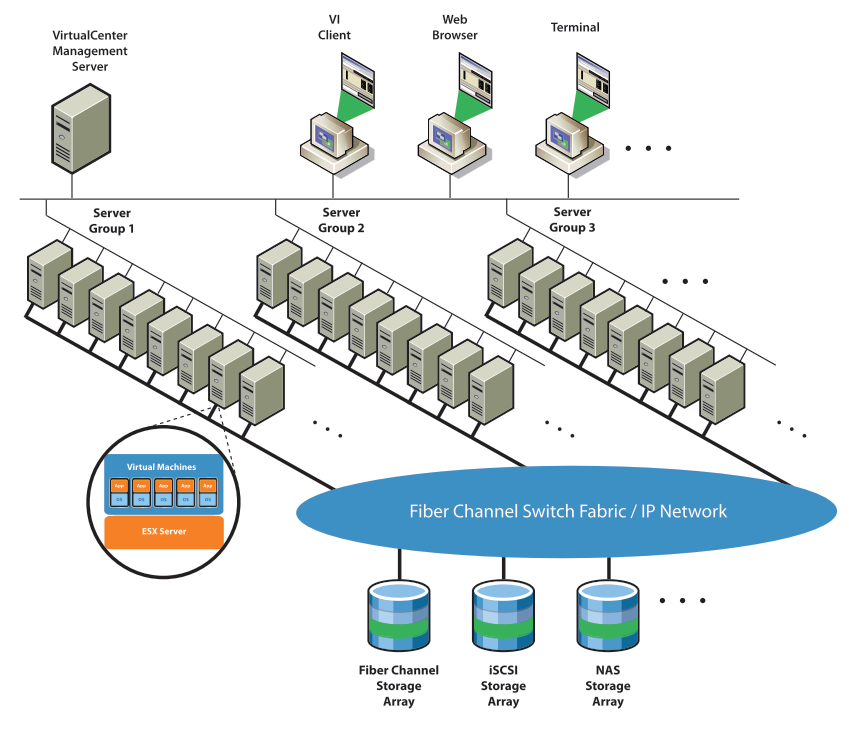 VirtualCenter
Management
Server
VI
Client
Web
Browser
Terminal
Server
Group 1
Server
Group 2
Server
Group 3
Virtual Machines
App App App App App
OS OS OS OS OS
ESX Server
Fiber Channel Switch Fabric / IP Network
Fiber Channel
Storage
Array
iSCSI
Storage
Array
NAS
Storage
Array